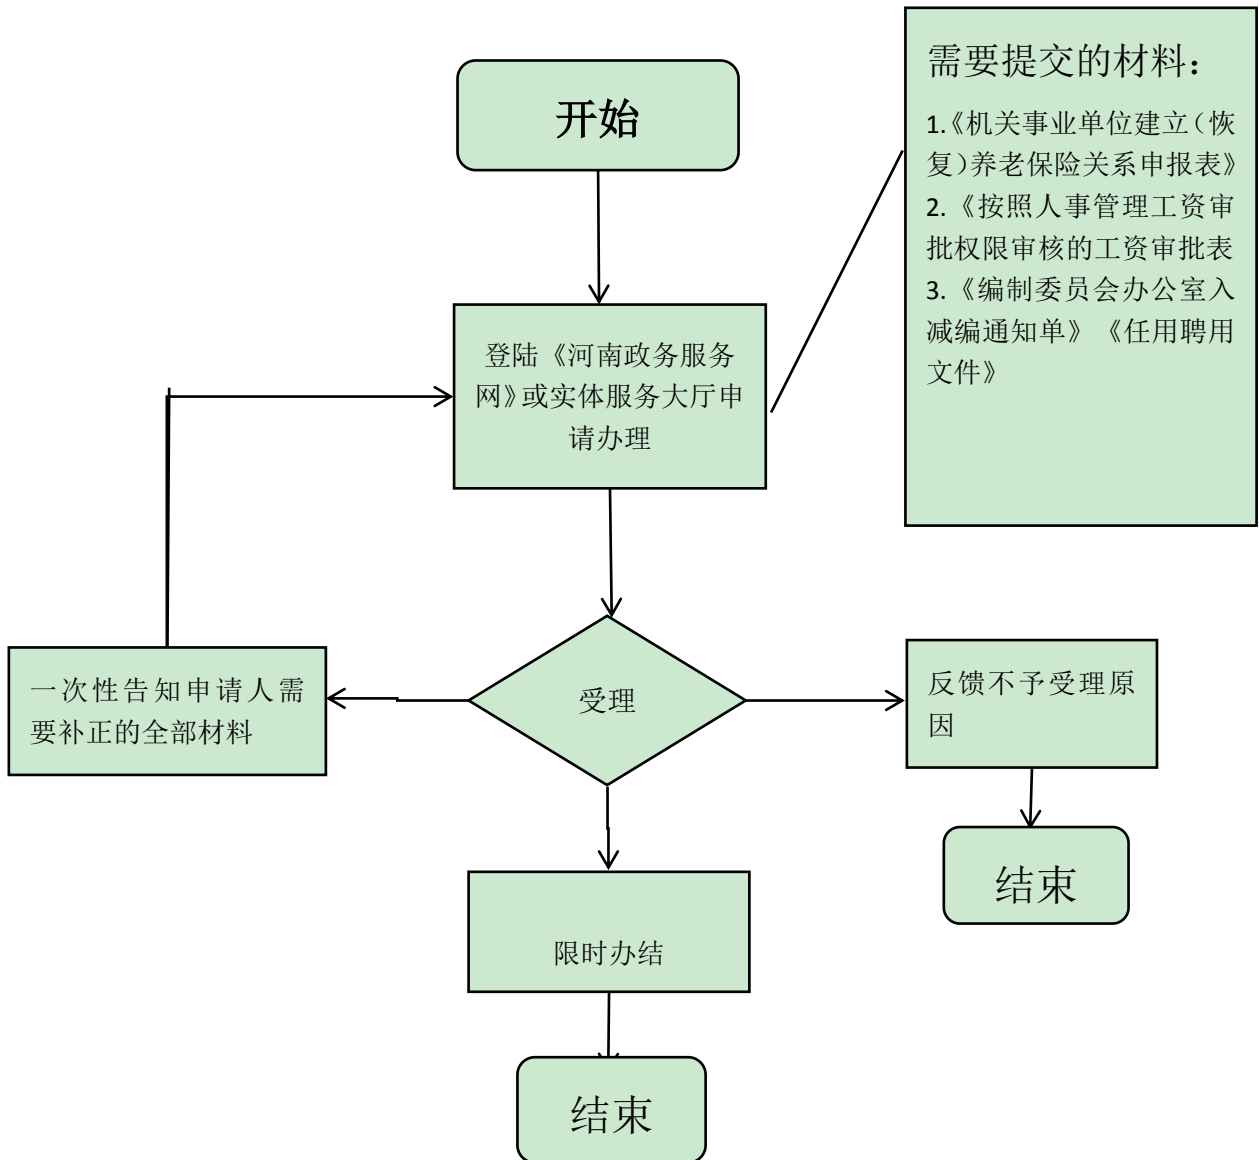 开始
需要提交的材料：
1.《机关事业单位建立（恢
复）养老保险关系申报表》
2.《按照人事管理工资审
批权限审核的工资审批表
3.《编制委员会办公室入
减编通知单》《任用聘用
文件》
登陆《河南政务服务
网》或实体服务大厅申
请办理
一次性告知申请人需
要补正的全部材料
受理
反馈不予受理原
因
结束
限时办结
结束